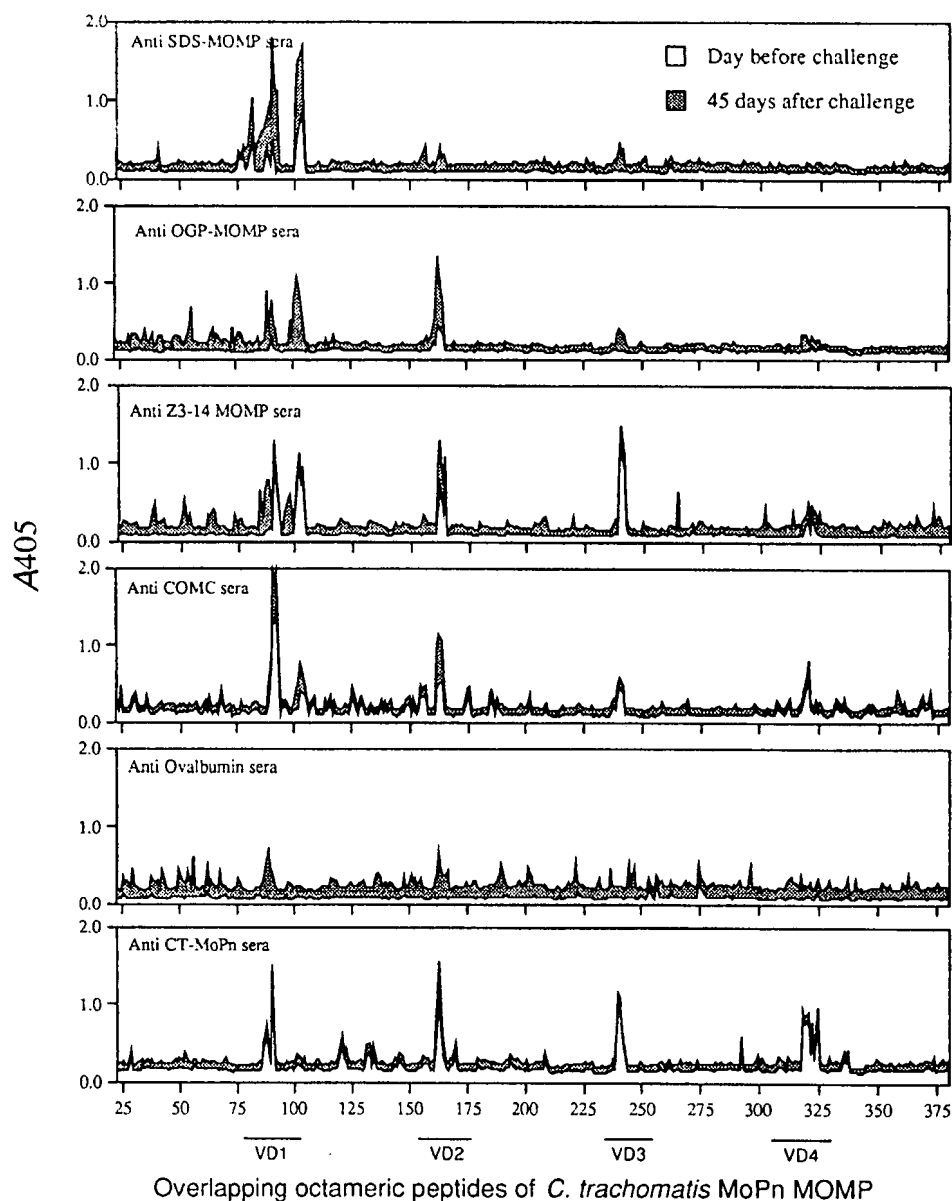 2.0
Anti SDS-MOMP sera
Day before challenge
1.0
45 days after challenge
0.0
2.0
Anti OGP-MOMP sera
1.0
0.0
2.0
Anti Z3-14 MOMP sera
1.0
0.0
A405
2.0
Anti COMC sera
1.0
0.0
2.0
Anti Ovalbumin sera
1.0
0.0
2.0
Anti CT-MoPn sera
1.0
0.0
25 50 75 100 125 150 175 200 225 250 275 300 325 350 375
VD1 VD2 VD3 VD4
Overlapping octameric peptides of C. trachomatis MoPn MOMP